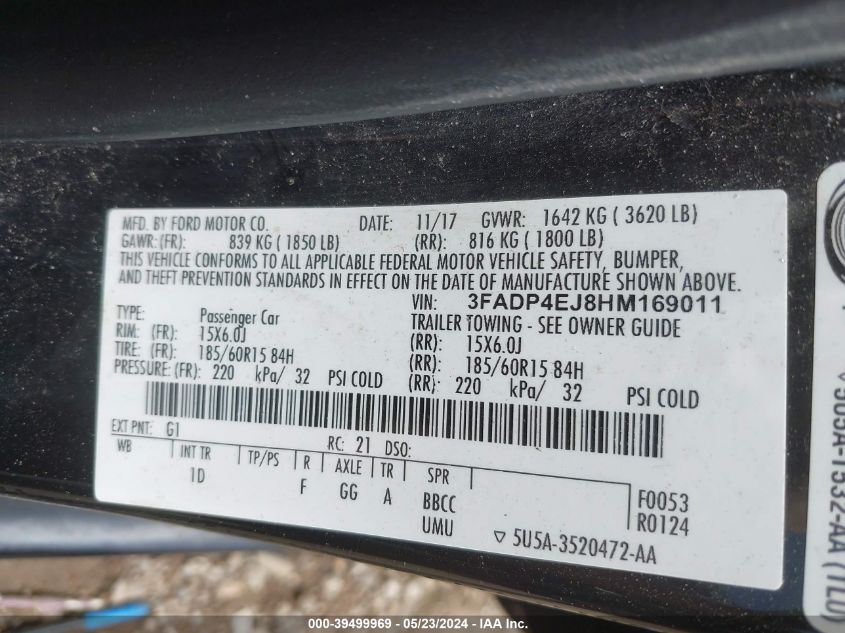 MFD. BY FORD MOTOR CO. DATE: 11/17 GVWR: 1642 KG ( 3620 LB)
GAWR: (FR): 839 KG ( 1850 LB) (RR): 816 KG ( 1800 LB)
THIS VEHICLE CONFORMS TO ALL APPLICABLE FEDERAL MOTOR VEHICLE SAFETY, BUMPER,
AND THEFT PREVENTION STANDARDS IN EFFECT ON THE DATE OF MANUFACTURE SHOWN ABOVE.
VIN: 3FADP4EJ8HM169011
TYPE: Passenger Car TRAILER TOWING - SEE OWNER GUIDE
RIM: (FR): 15X6.0J (RR): 15X6.0J
TIRE: (FR): 185/60R15 84H (RR): 185/60R15 84H
PRESSURE: (FR): 220 kPa/ 32 PSI COLD (RR): 220 kPa/ 32 PSI COLD
EXT PNT: G1 RC: 21 DSO:
WB INT TR TP/PS R AXLE TR SPR
1D F GG A BBCC F0053
UMU R0124
▽ 5U5A-3520472-AA
5U5A-1532-AA (TLU)
000-39499969 - 05/23/2024 - IAA Inc.